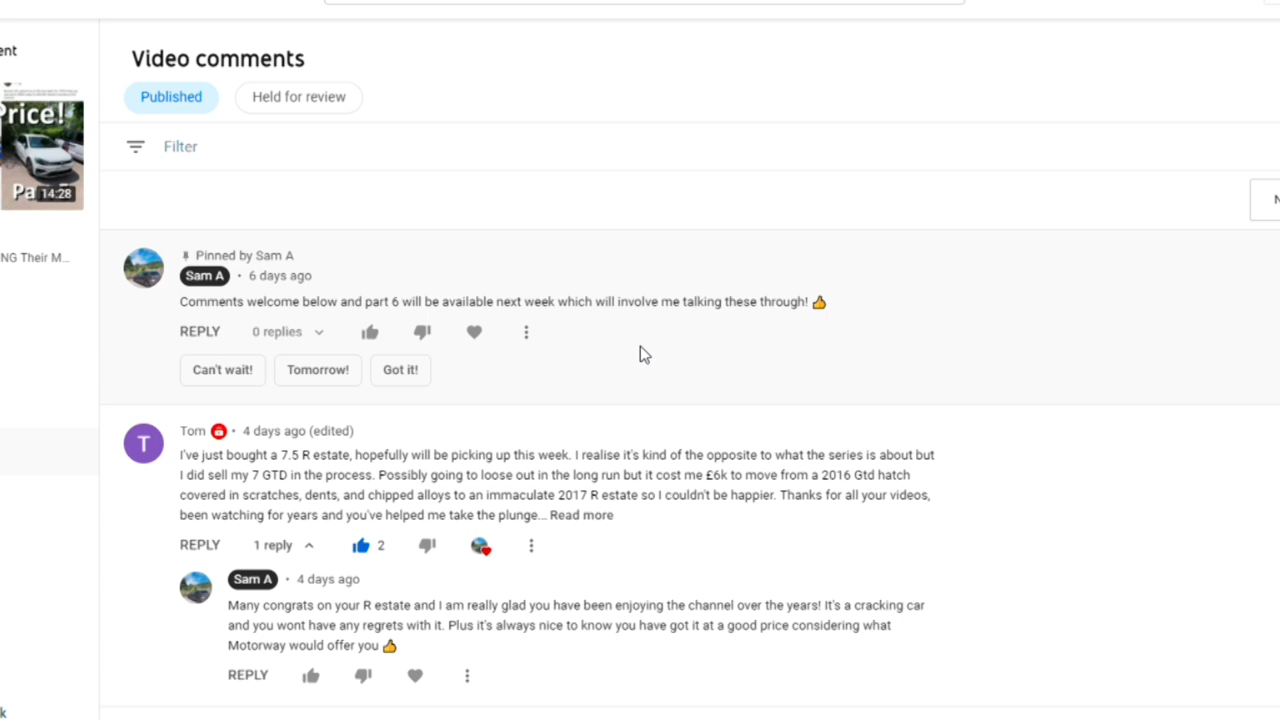 ent
Video comments
Published
Held for review
Price!
Filter
Pa
14:28
NG Their M...
Pinned by Sam A
Sam A • 6 days ago
Comments welcome below and part 6 will be available next week which will involve me talking these through! 👍
REPLY 0 replies
Can't wait!
Tomorrow!
Got it!
T
Tom • 4 days ago (edited)
I've just bought a 7.5 R estate, hopefully will be picking up this week. I realise it's kind of the opposite to what the series is about but
I did sell my 7 GTD in the process. Possibly going to loose out in the long run but it cost me £6k to move from a 2016 Gtd hatch
covered in scratches, dents, and chipped alloys to an immaculate 2017 R estate so I couldn't be happier. Thanks for all your videos,
been watching for years and you've helped me take the plunge... Read more
REPLY 1 reply 2
Sam A • 4 days ago
Many congrats on your R estate and I am really glad you have been enjoying the channel over the years! It's a cracking car
and you wont have any regrets with it. Plus it's always nice to know you have got it at a good price considering what
Motorway would offer you 👍
REPLY
k